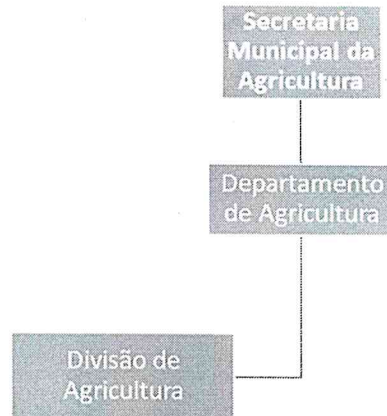 Secretaria
Municipal da
Agricultura
Departamento
de Agricultura
Divisão de
Agricultura